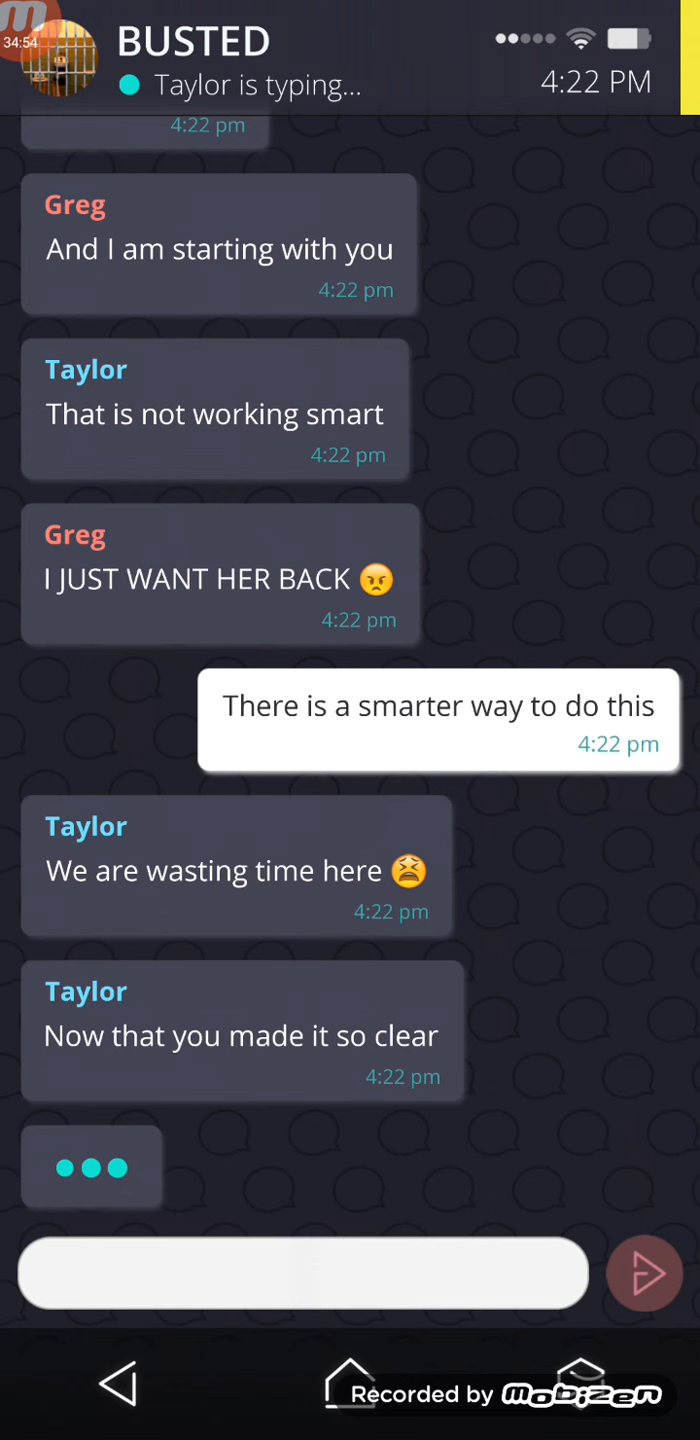 34:54
BUSTED
Taylor is typing...
4:22 PM
4:22 pm
Greg
And I am starting with you
4:22 pm
Taylor
That is not working smart
4:22 pm
Greg
I JUST WANT HER BACK 😠
4:22 pm
There is a smarter way to do this
4:22 pm
Taylor
We are wasting time here 😫
4:22 pm
Taylor
Now that you made it so clear
4:22 pm
Recorded by mobizen